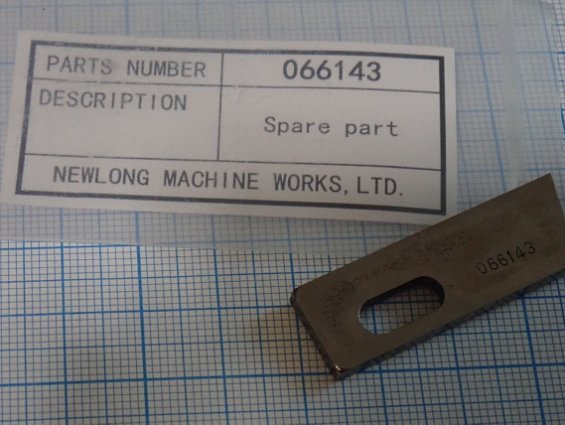 PARTS NUMBER 066143
DESCRIPTION Spare part
NEWLONG MACHINE WORKS, LTD.
066143